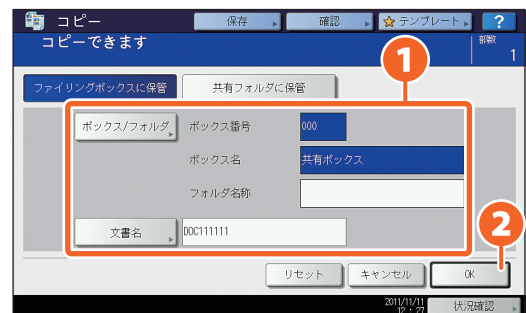 コピー 保存 確認 テンプレート ?
コピーできます 部数 1
1
ファイリングボックスに保管 共有フォルダに保管
ボックス/フォルダ ボックス番号 000
ボックス名 共有ボックス
フォルダ名称
文書名 DOC111111
2
リセット キャンセル OK
2011/11/11
12:27 状況確認